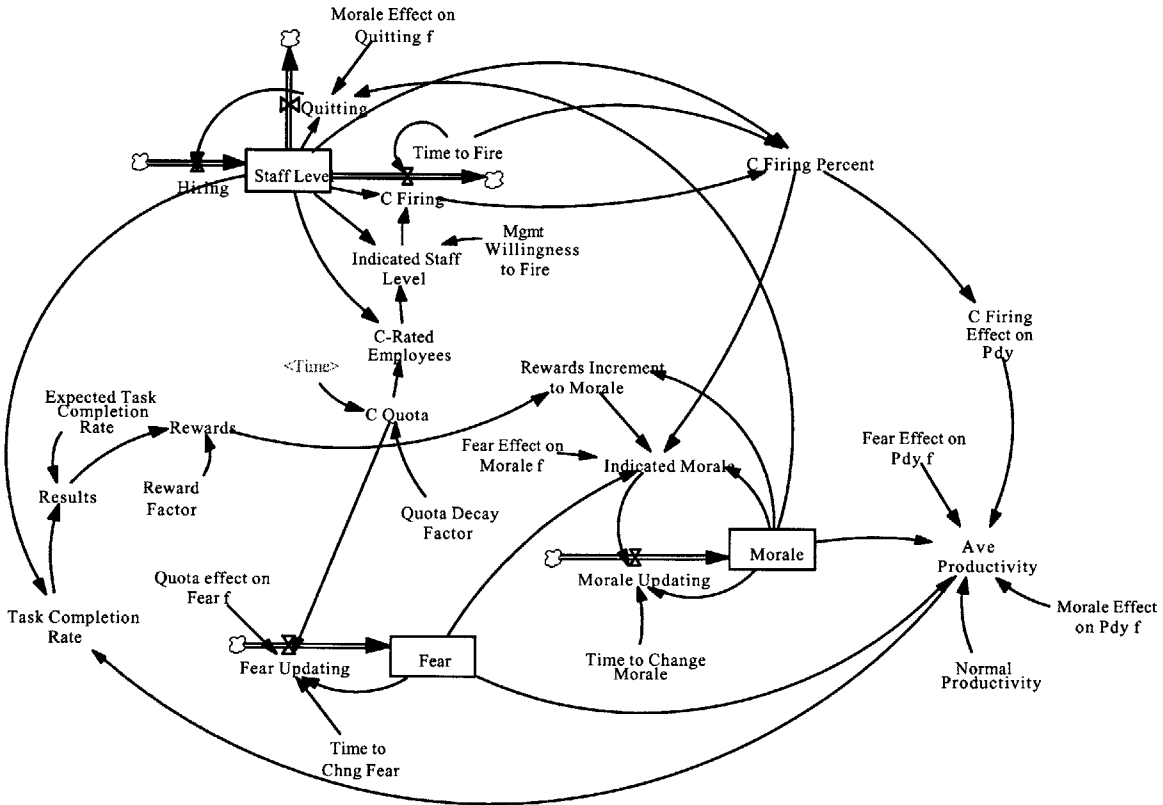 Morale Effect on
Quitting f
Quitting
Time to Fire
C Firing Percent
Staff Level
Hiring
C Firing
Mgmt
Willingness
to Fire
Indicated Staff
Level
C Firing
Effect on
Pdy
C-Rated
Employees
<Time>
Rewards Increment
to Morale
Expected Task
Completion
Rate
C Quota
Rewards
Fear Effect on
Morale f
Indicated Morale
Fear Effect on
Pdy f
Results
Reward
Factor
Quota Decay
Factor
Morale
Ave
Productivity
Morale Updating
Quota effect on
Fear f
Task Completion
Rate
Morale Effect
on Pdy f
Fear Updating
Fear
Time to Change
Morale
Normal
Productivity
Time to
Chng Fear